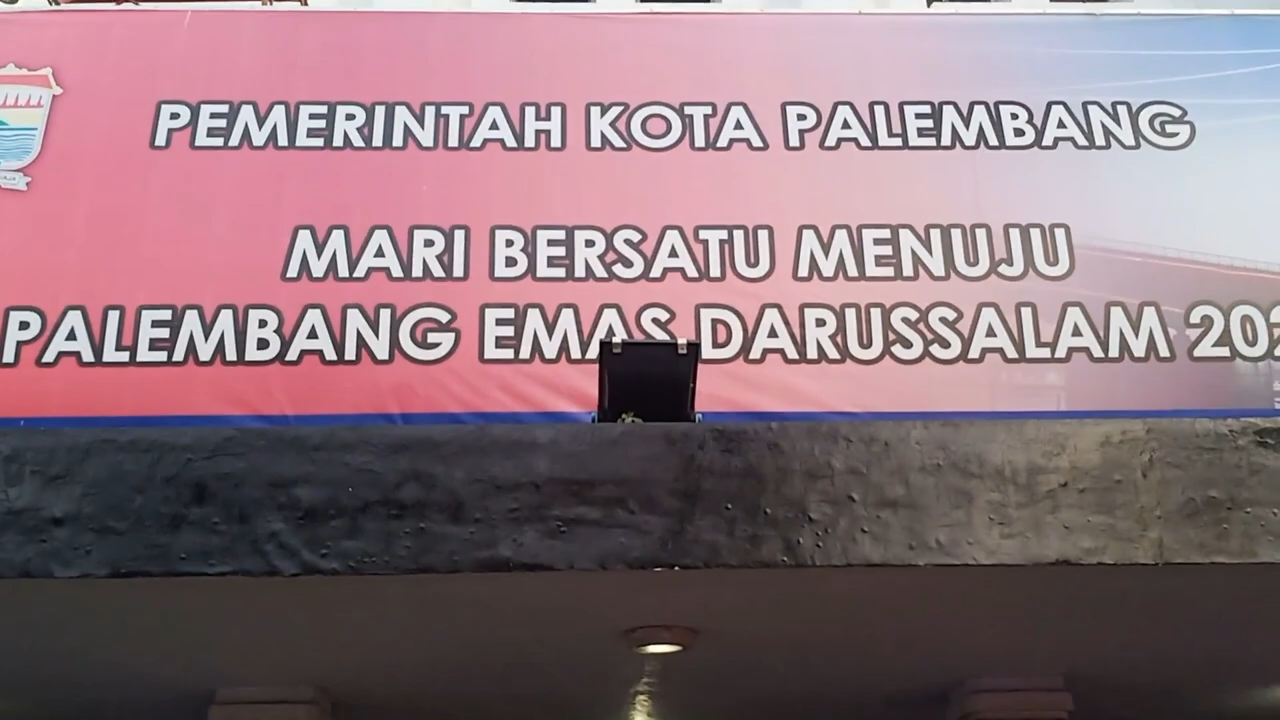 PEMERINTAH KOTA PALEMBANG
MARI BERSATU MENUJU
PALEMBANG EMAS DARUSSALAM